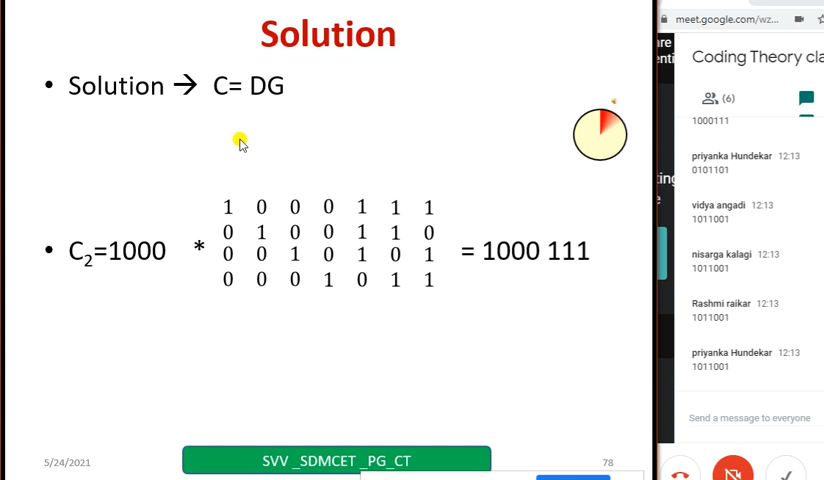 Solution
• Solution → C= DG
1 0 0 0 1 1 1
0 1 0 0 1 1 0
• C2=1000 * 0 0 1 0 1 0 1 = 1000 111
0 0 0 1 0 1 1
5/24/2021
SVV _SDMCET _PG_CT
78
meet.google.com/wz...
Coding Theory cla
(6)
1000111
priyanka Hundekar 12:13
0101101
vidya angadi 12:13
1011001
nisarga kalagi 12:13
1011001
Rashmi raikar 12:13
1011001
priyanka Hundekar 12:13
1011001
Send a message to everyone